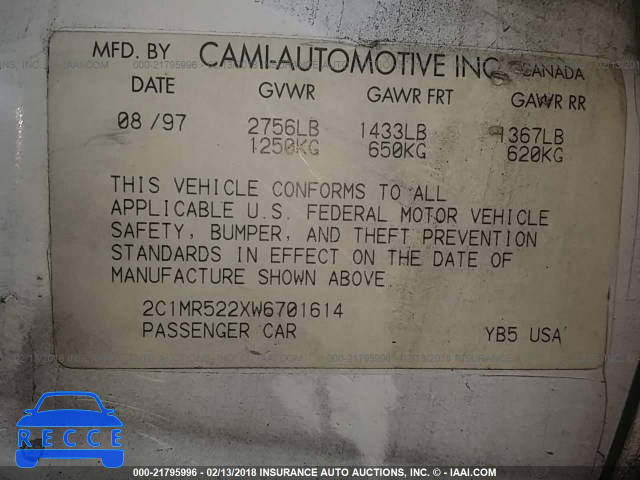 MFD. BY CAMI-AUTOMOTIVE INC CANADA
DATE GVWR GAWR FRT GAWR RR
08 /97 2756LB 1433LB 1367LB
1250KG 650KG 620KG
THIS VEHICLE CONFORMS TO ALL
APPLICABLE U.S. FEDERAL MOTOR VEHICLE
SAFETY, BUMPER, AND THEFT PREVENTION
STANDARDS IN EFFECT ON THE DATE OF
MANUFACTURE SHOWN ABOVE.
2C1MR522XW6701614
PASSENGER CAR YB5 USA
RECCE
000-21795996 - 02/13/2018 INSURANCE AUTO AUCTIONS, INC. - © IAAI.COM